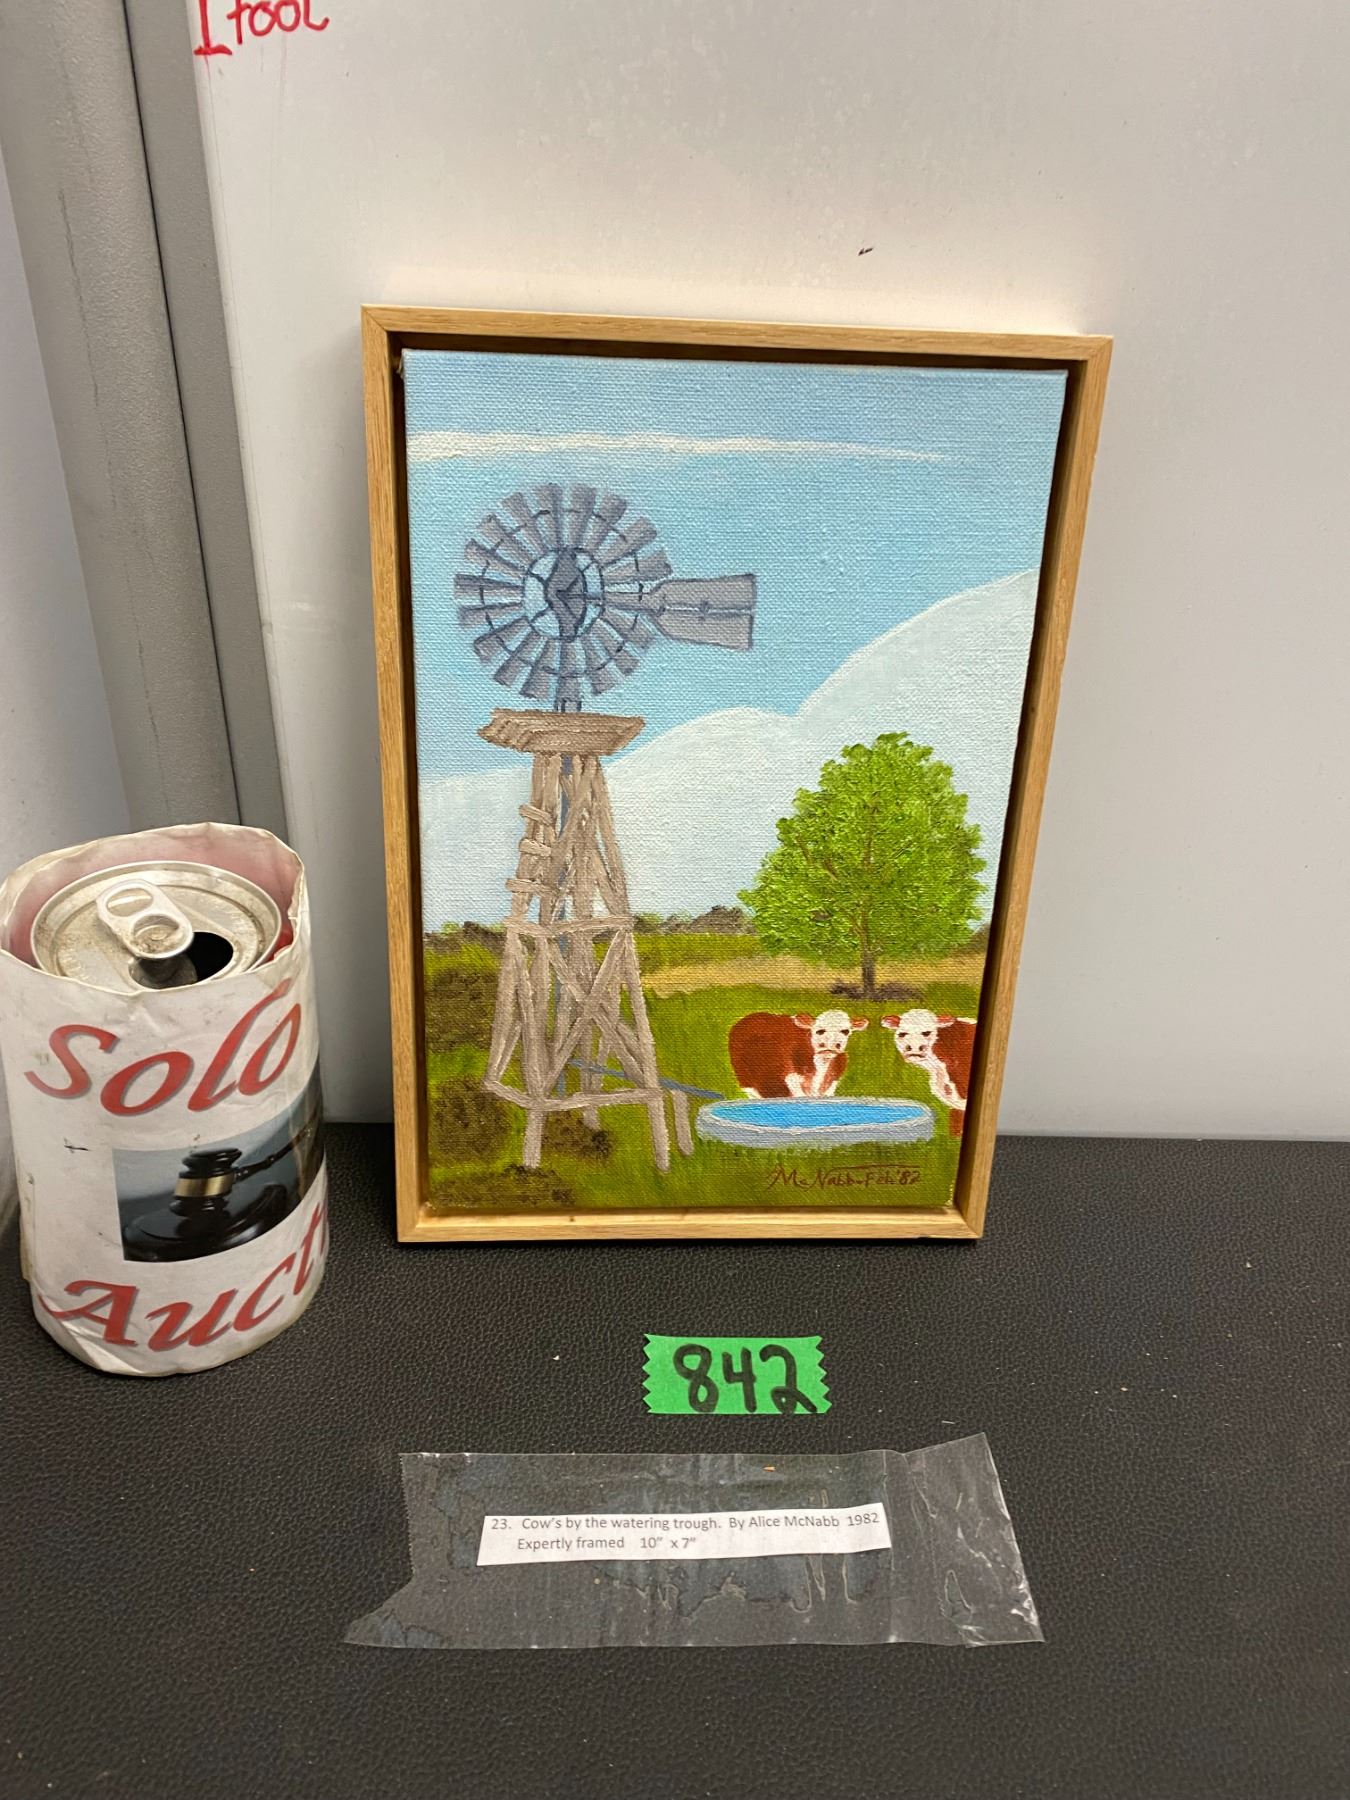 1 tool
Solo
Auct
McNabb-Feb '82
842
23. Cow's by the watering trough. By Alice McNabb 1982
Expertly framed 10" x 7"